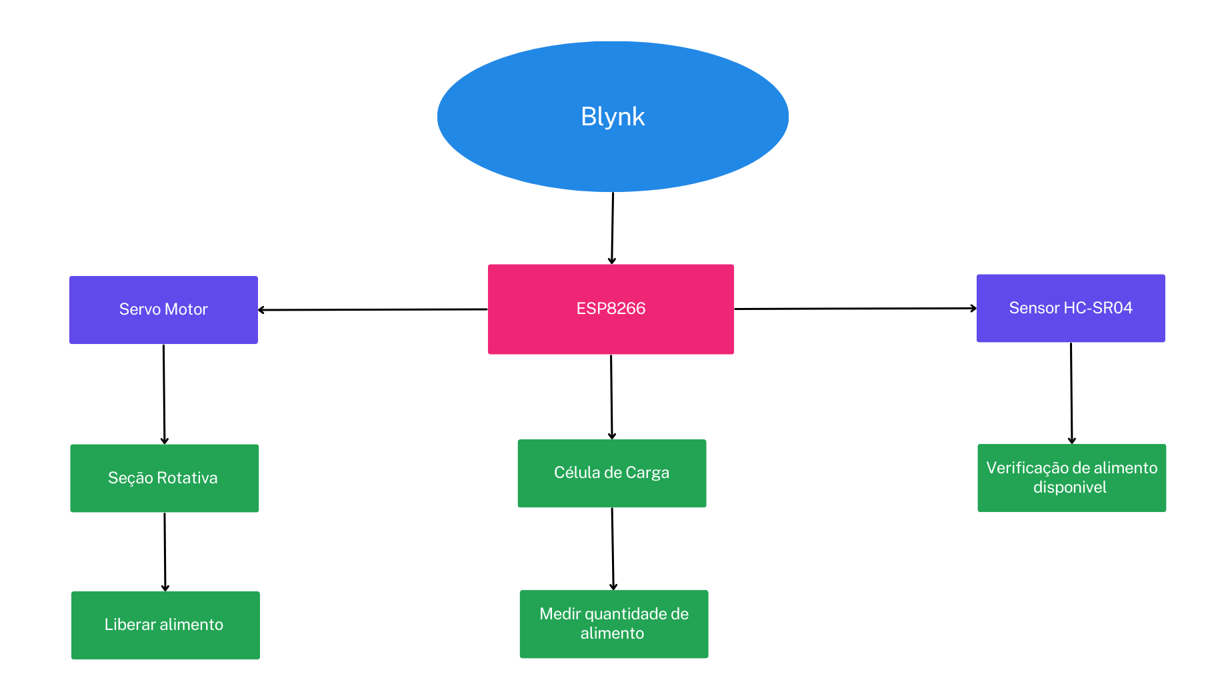 Blynk
Servo Motor
ESP8266
Sensor HC-SR04
Seção Rotativa
Célula de Carga
Verificação de alimento
disponivel
Liberar alimento
Medir quantidade de
alimento